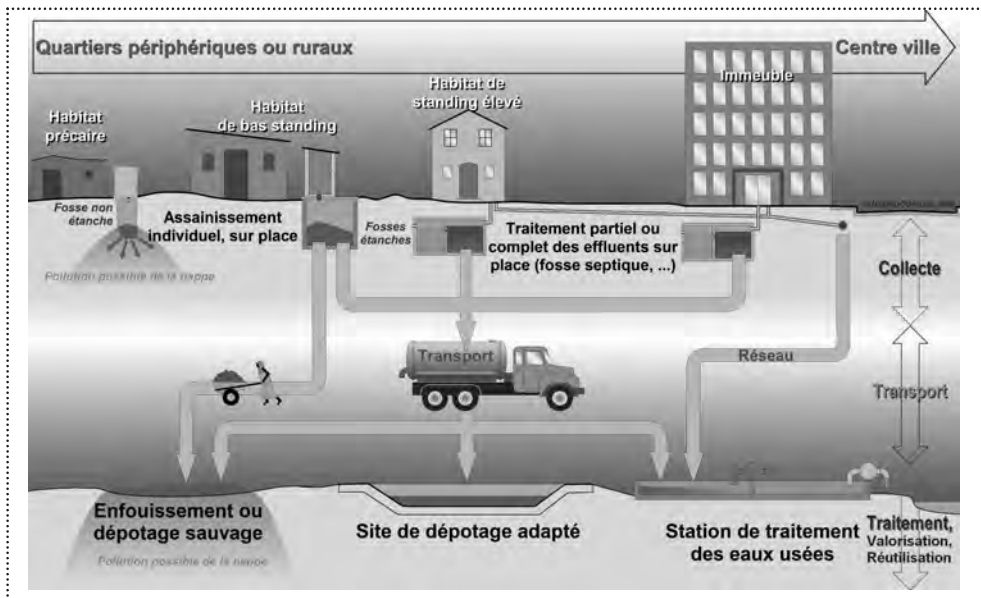 Quartiers périphériques ou ruraux
Centre ville
Immeuble
Habitat de
standing élevé
Habitat
de bas standing
Habitat
précaire
Fosse non
étanche
Assainissement
individuel, sur place
Fosses
étanches
Traitement partiel ou
complet des effluents sur
place (fosse septique, ...)
Pollution possible de la nappe
Collecte
Transport
Réseau
Transport
Enfouissement ou
dépotage sauvage
Pollution possible de la nappe
Site de dépotage adapté
Station de traitement
des eaux usées
Traitement,
Valorisation,
Réutilisation